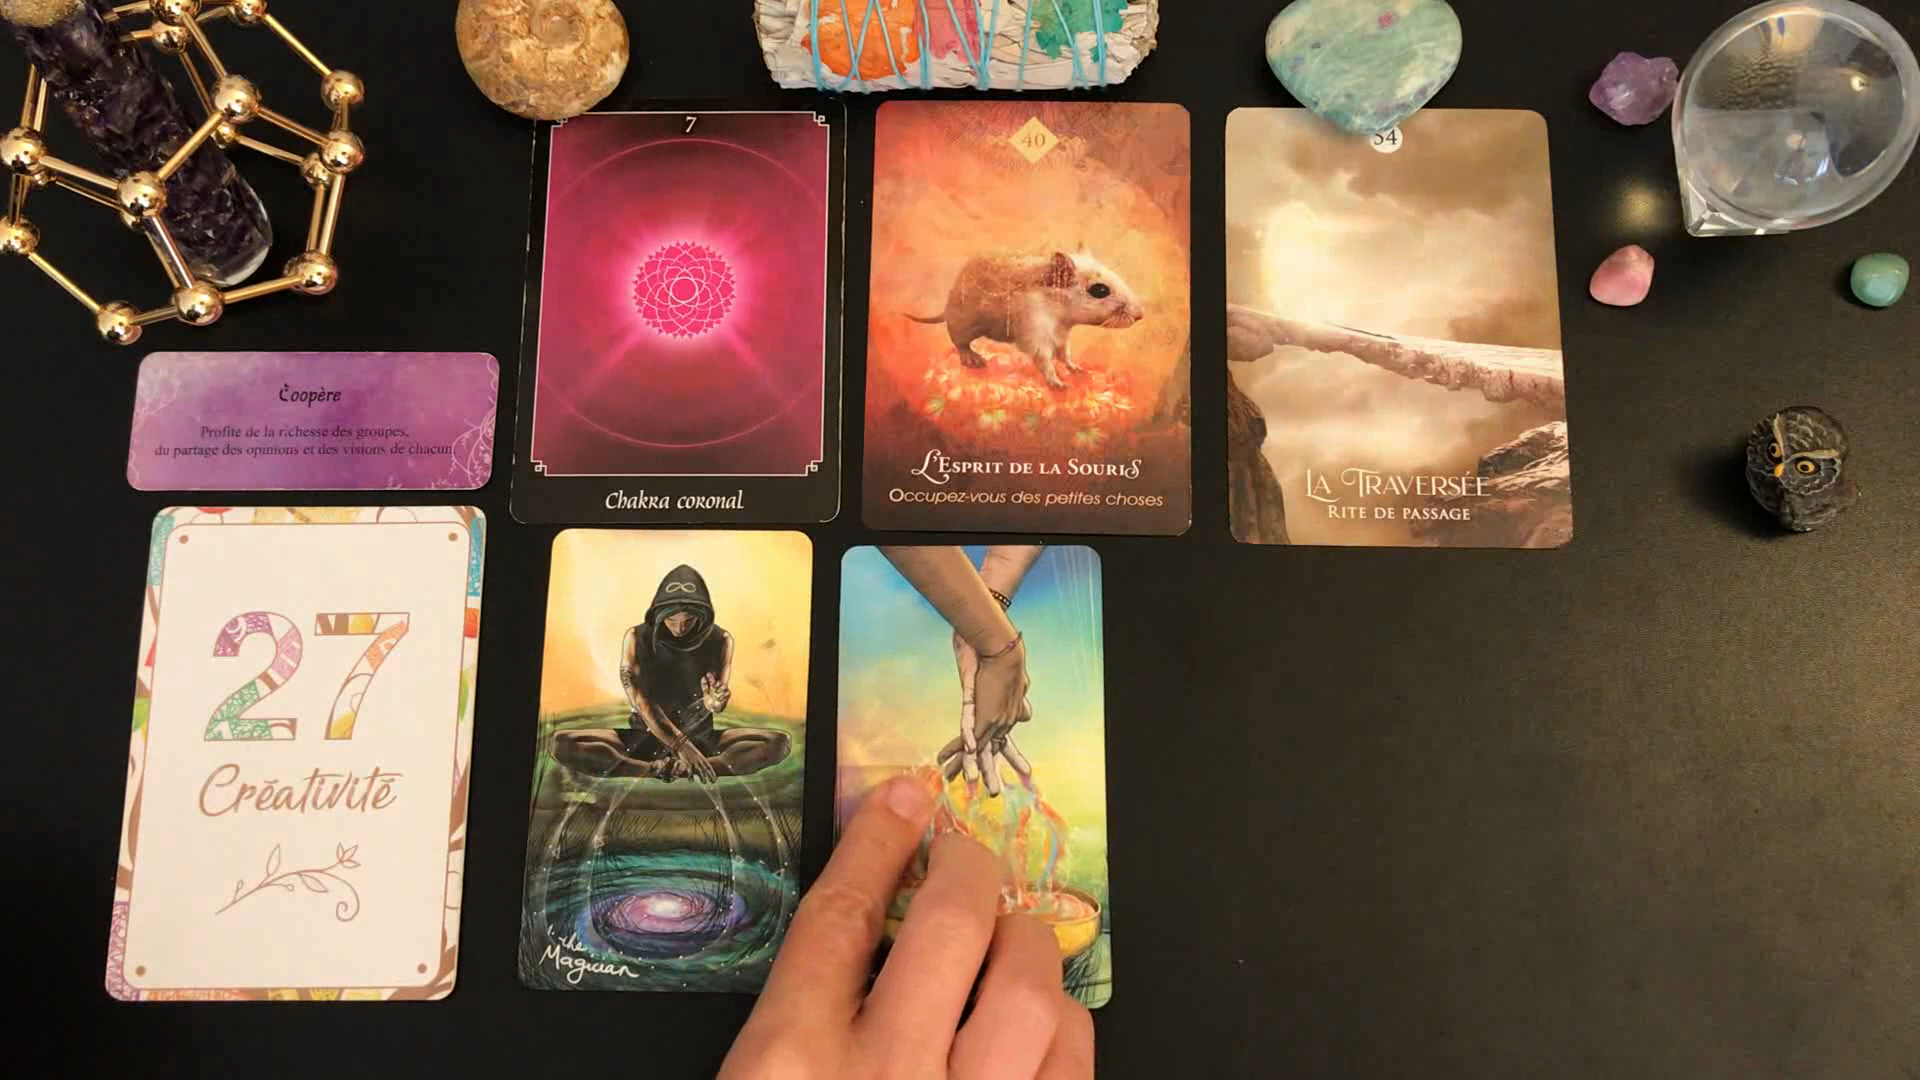 7
40
54
Coopère
Profite de la richesse des groupes,
du partage des opinions et des visions de chacun.
Chakra coronal
L'Esprit de la Souris
Occupez-vous des petites choses
La Traversée
Rite de passage
27
Créativité
1. the
Magician